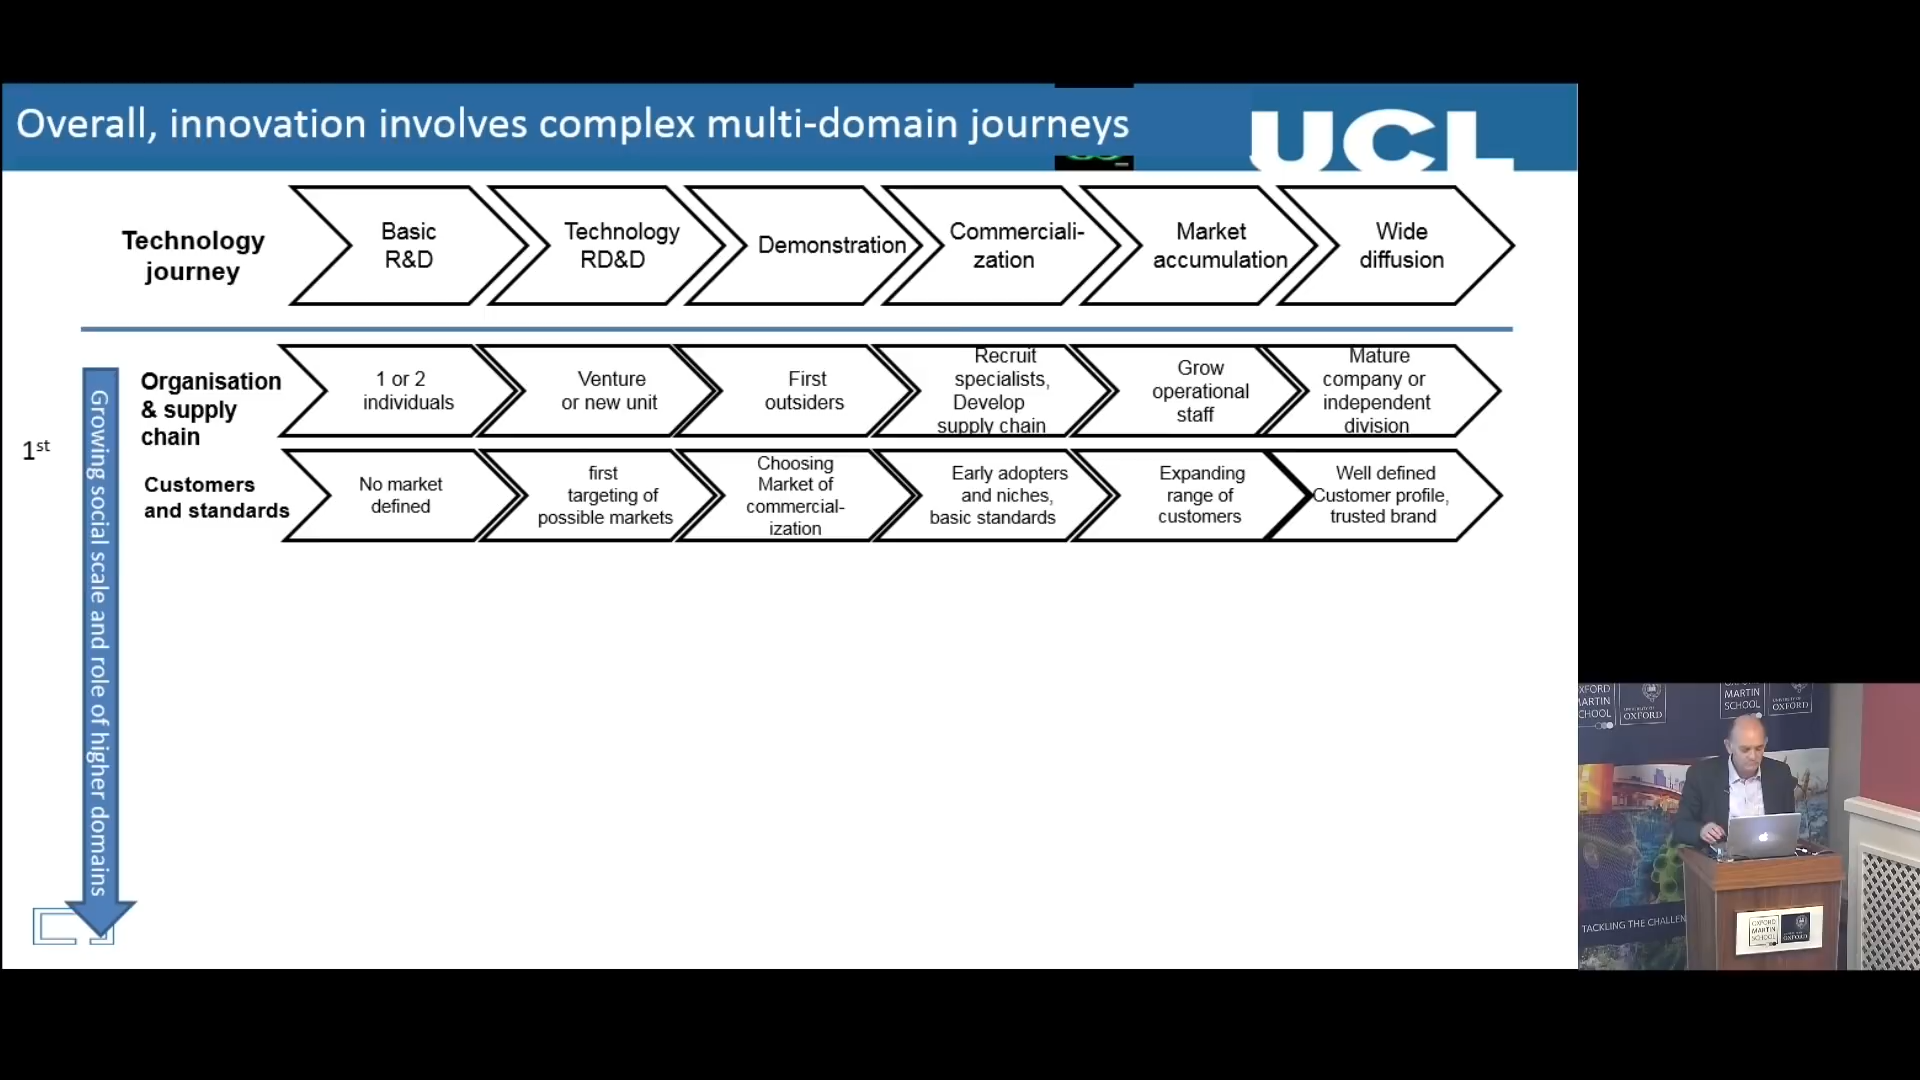 Overall, innovation involves complex multi-domain journeys
UCL
Technology
journey
Basic
R&D
Technology
RD&D
Demonstration
Commerciali-
zation
Market
accumulation
Wide
diffusion
1st
Growing social scale and role of higher domains
Organisation
& supply
chain
1 or 2
individuals
Venture
or new unit
First
outsiders
Recruit
specialists,
Develop
supply chain
Grow
operational
staff
Mature
company or
independent
division
Customers
and standards
No market
defined
first
targeting of
possible markets
Choosing
Market of
commercial-
ization
Early adopters
and niches,
basic standards
Expanding
range of
customers
Well defined
Customer profile,
trusted brand
XFORD
MARTIN
SCHOOL
OXFORD
MARTIN
SCHOOL
OXFORD
TACKLING THE CHALLEN
OXFORD
MARTIN
SCHOOL
OXFORD